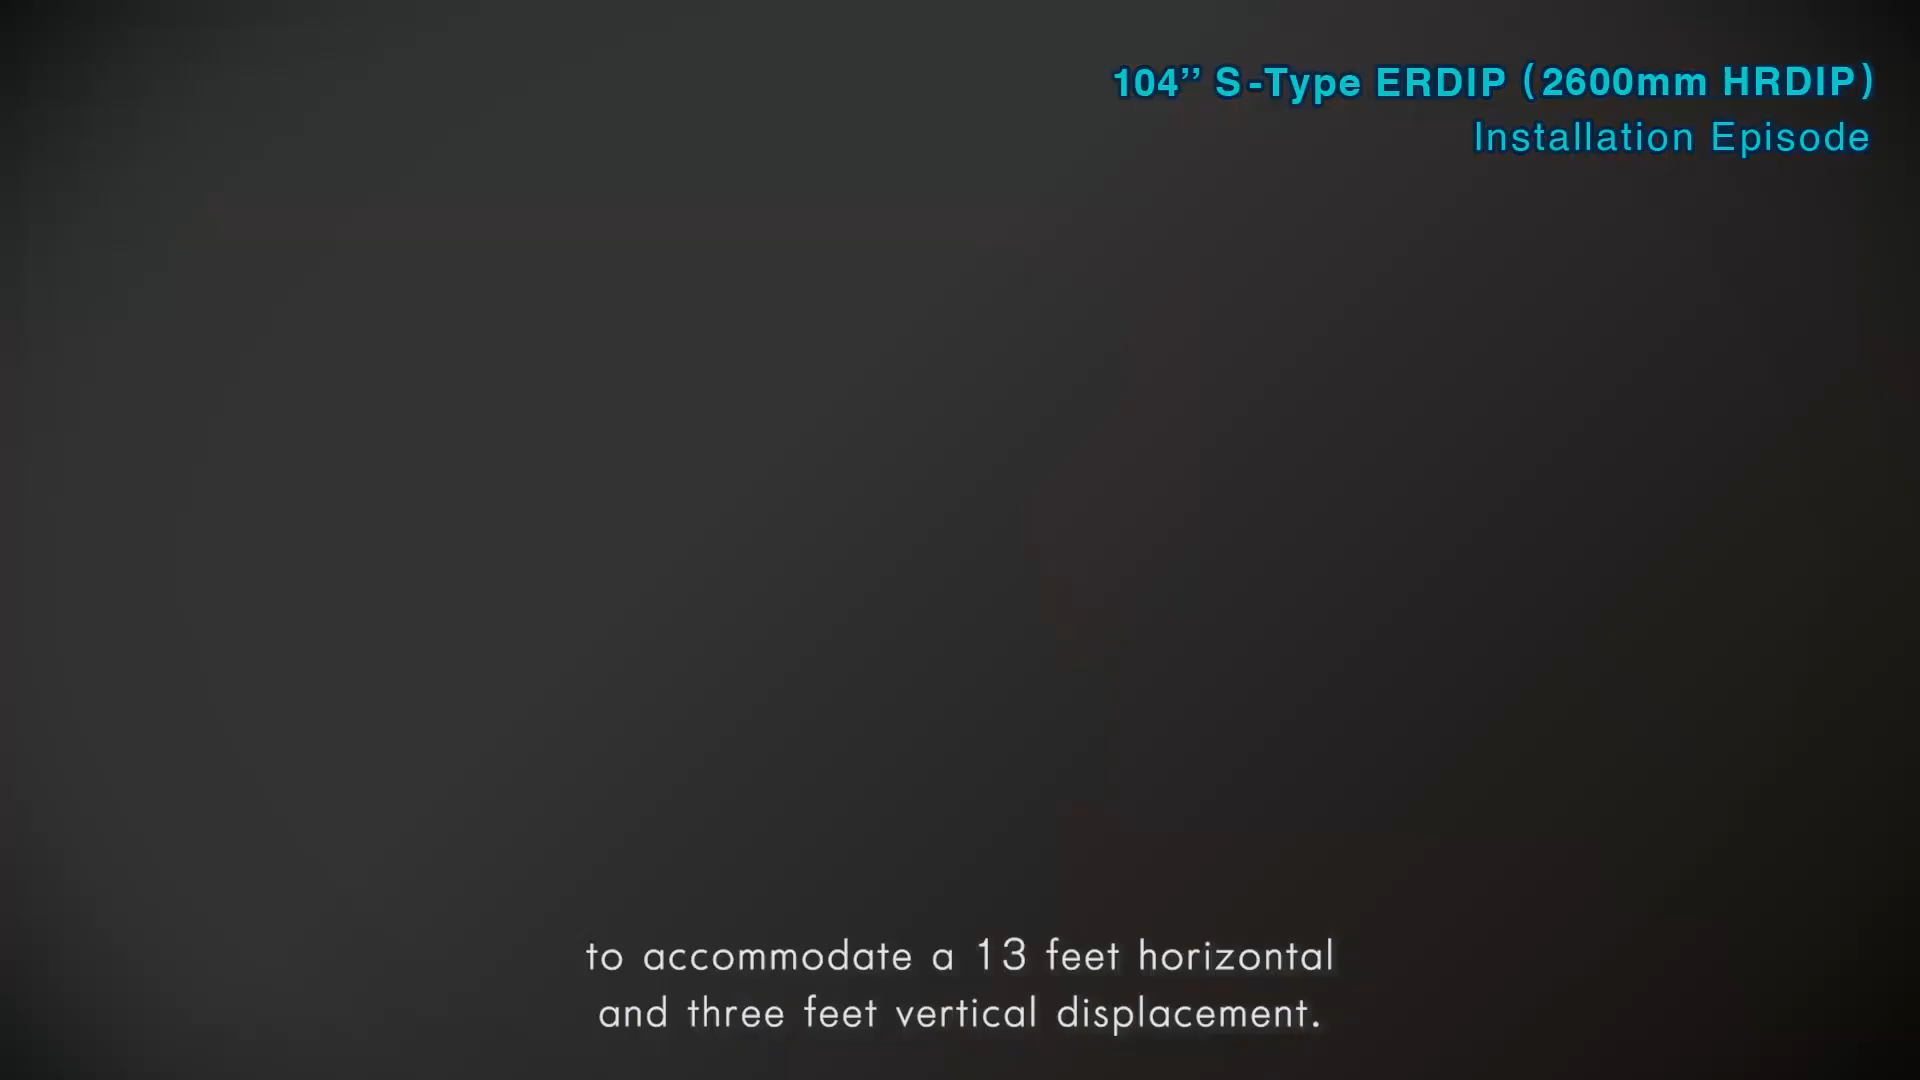 104’’ S-Type ERDIP (2600mm HRDIP)
Installation Episode
to accommodate a 13 feet horizontal
and three feet vertical displacement.